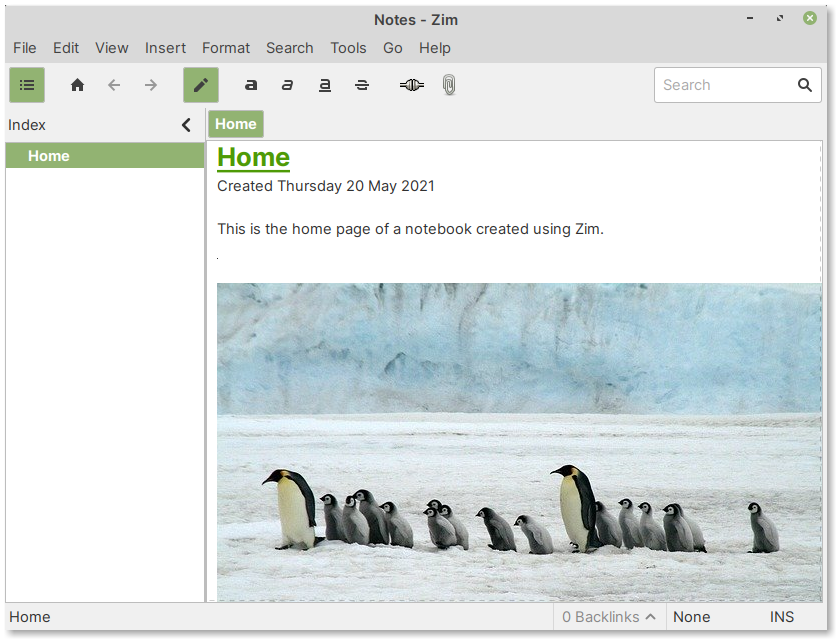 Notes - Zim
File Edit View Insert Format Search Tools Go Help
a a a a Search
Index
Home
Home
Home
Created Thursday 20 May 2021
This is the home page of a notebook created using Zim.
.
Home 0 Backlinks None INS